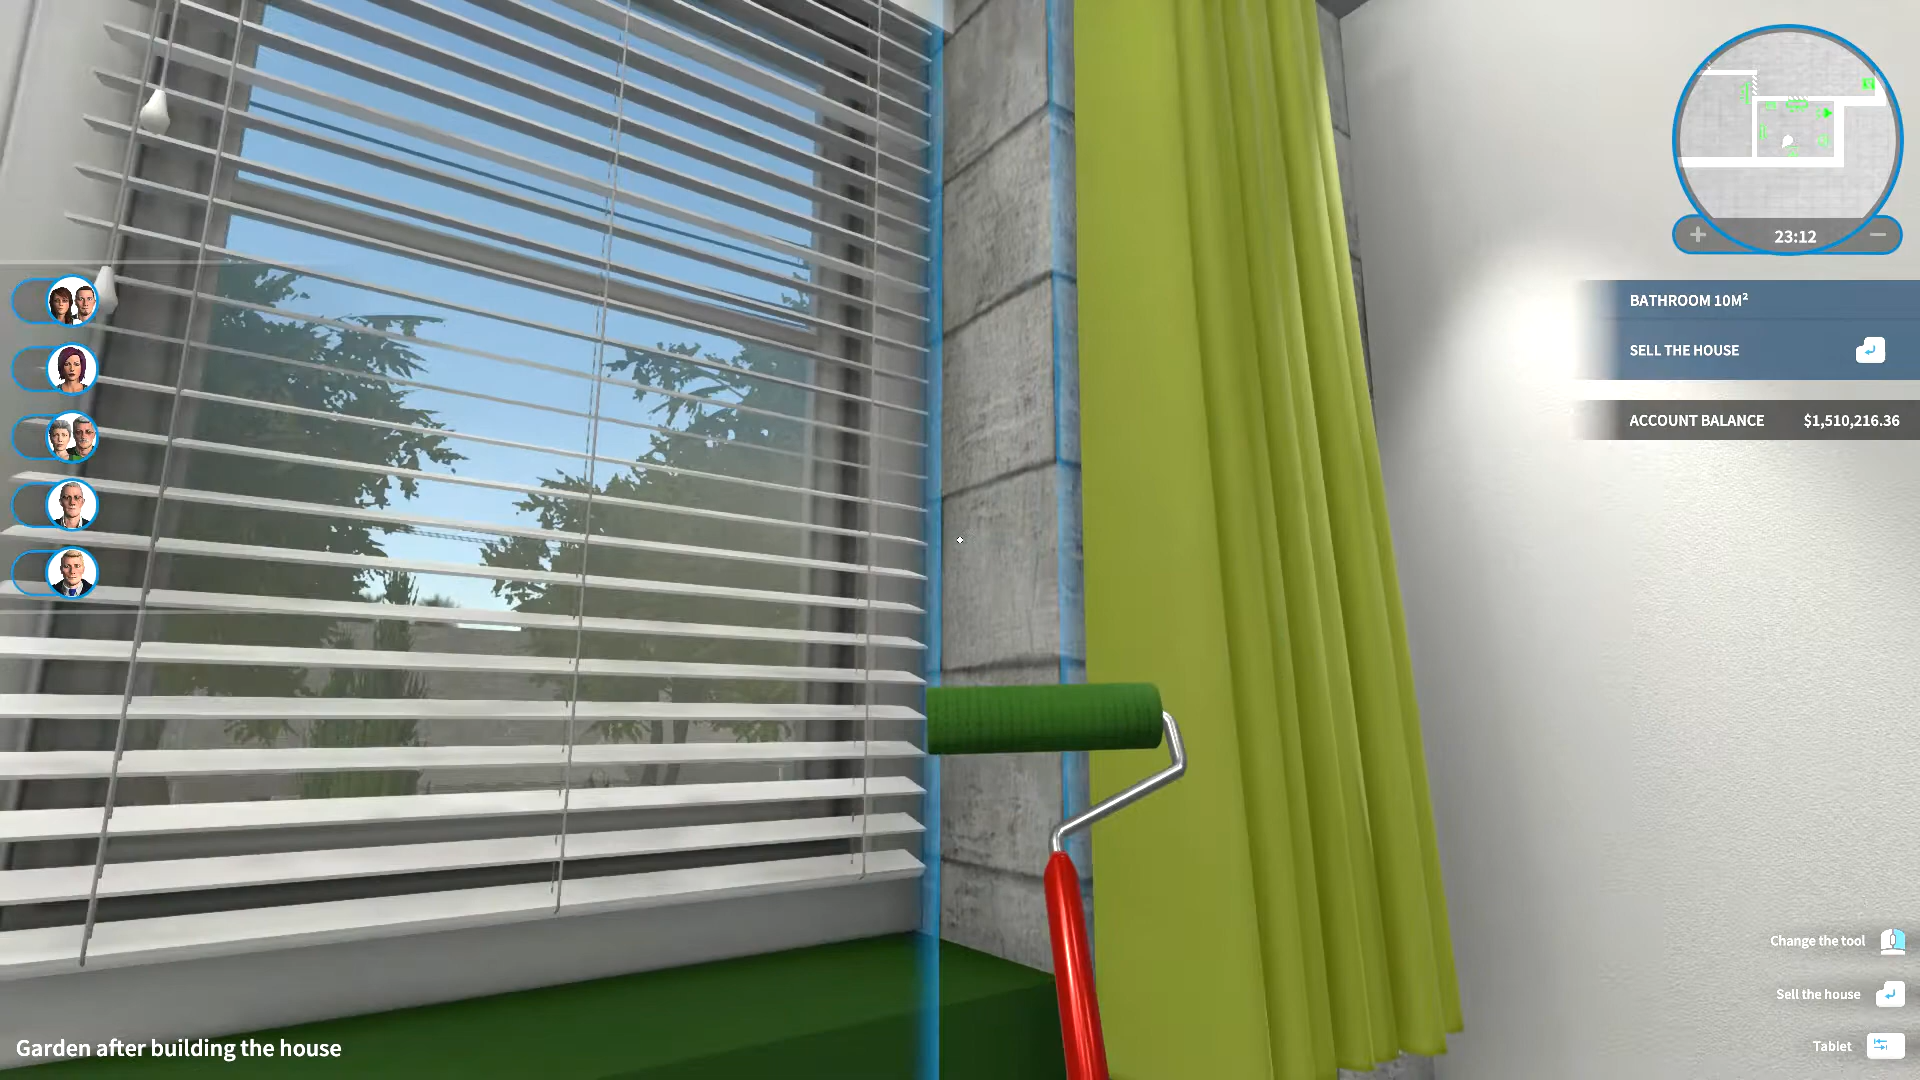 23:12
BATHROOM 10M²
SELL THE HOUSE
ACCOUNT BALANCE $1,510,216.36
Change the tool
Sell the house
Tablet
Garden after building the house